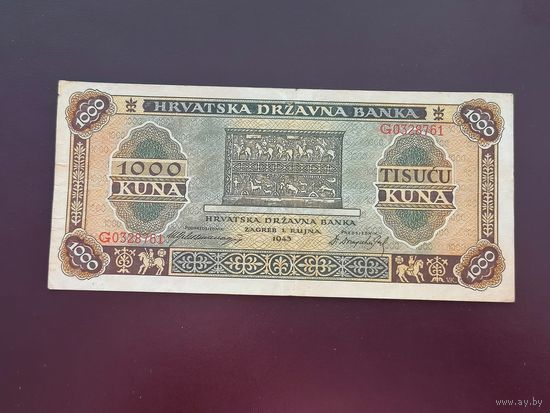 1000 HRVATSKA DRŽAVNA BANKA 1000
G0328761
1000
KUNA
TISUĆU
KUNA
HRVATSKA DRŽAVNA BANKA
ZAGREB 1. RUJNA
1943
G0328761
1000 1000
www.ay.by